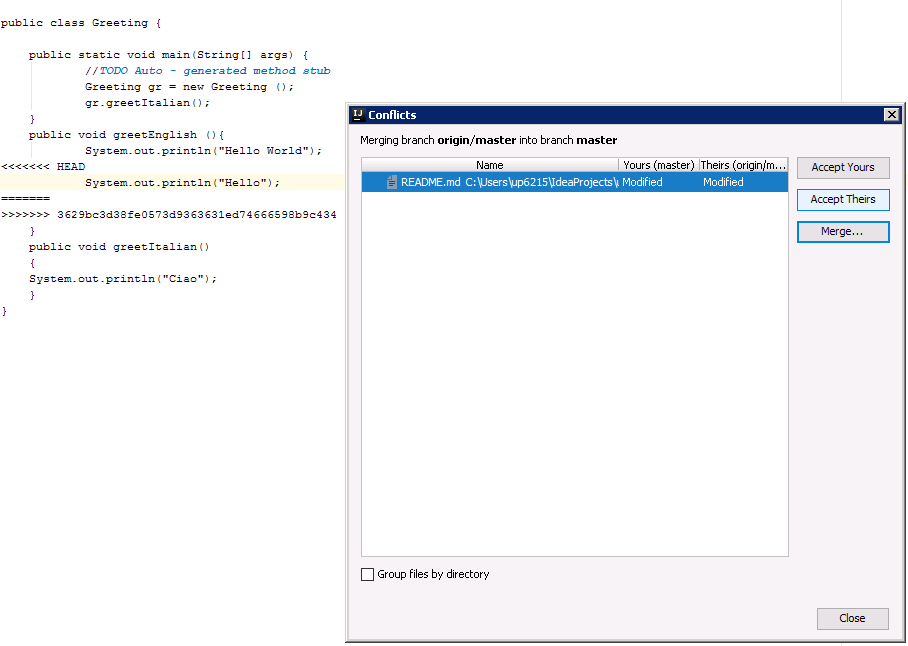 public class Greeting {
public static void main(String[] args) {
//TODO Auto - generated method stub
Greeting gr = new Greeting ();
gr.greetItalian();
}
public void greetEnglish (){
System.out.println("Hello World");
<<<<<<< HEAD
System.out.println("Hello");
=======
>>>>>>> 3629bc3d38fe0573d9363631ed74666598b9c434
}
public void greetItalian()
{
System.out.println("Ciao");
}
}
IJ Conflicts
Merging branch origin/master into branch master
Name Yours (master) Theirs (origin/m...
README.md C:\Users\up6215\IdeaProjects\ Modified Modified
Accept Yours
Accept Theirs
Merge...
Group files by directory
Close